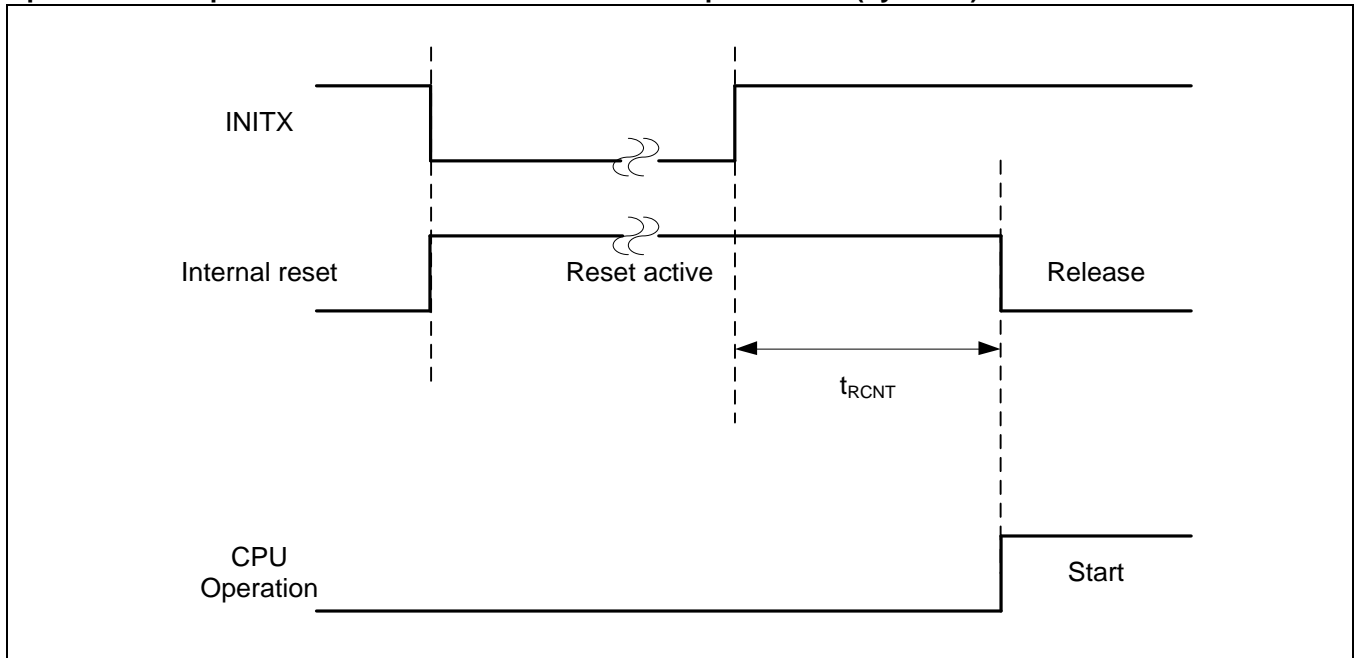 INITX
Internal reset
Reset active
Release
tRCNT
CPU
Operation
Start